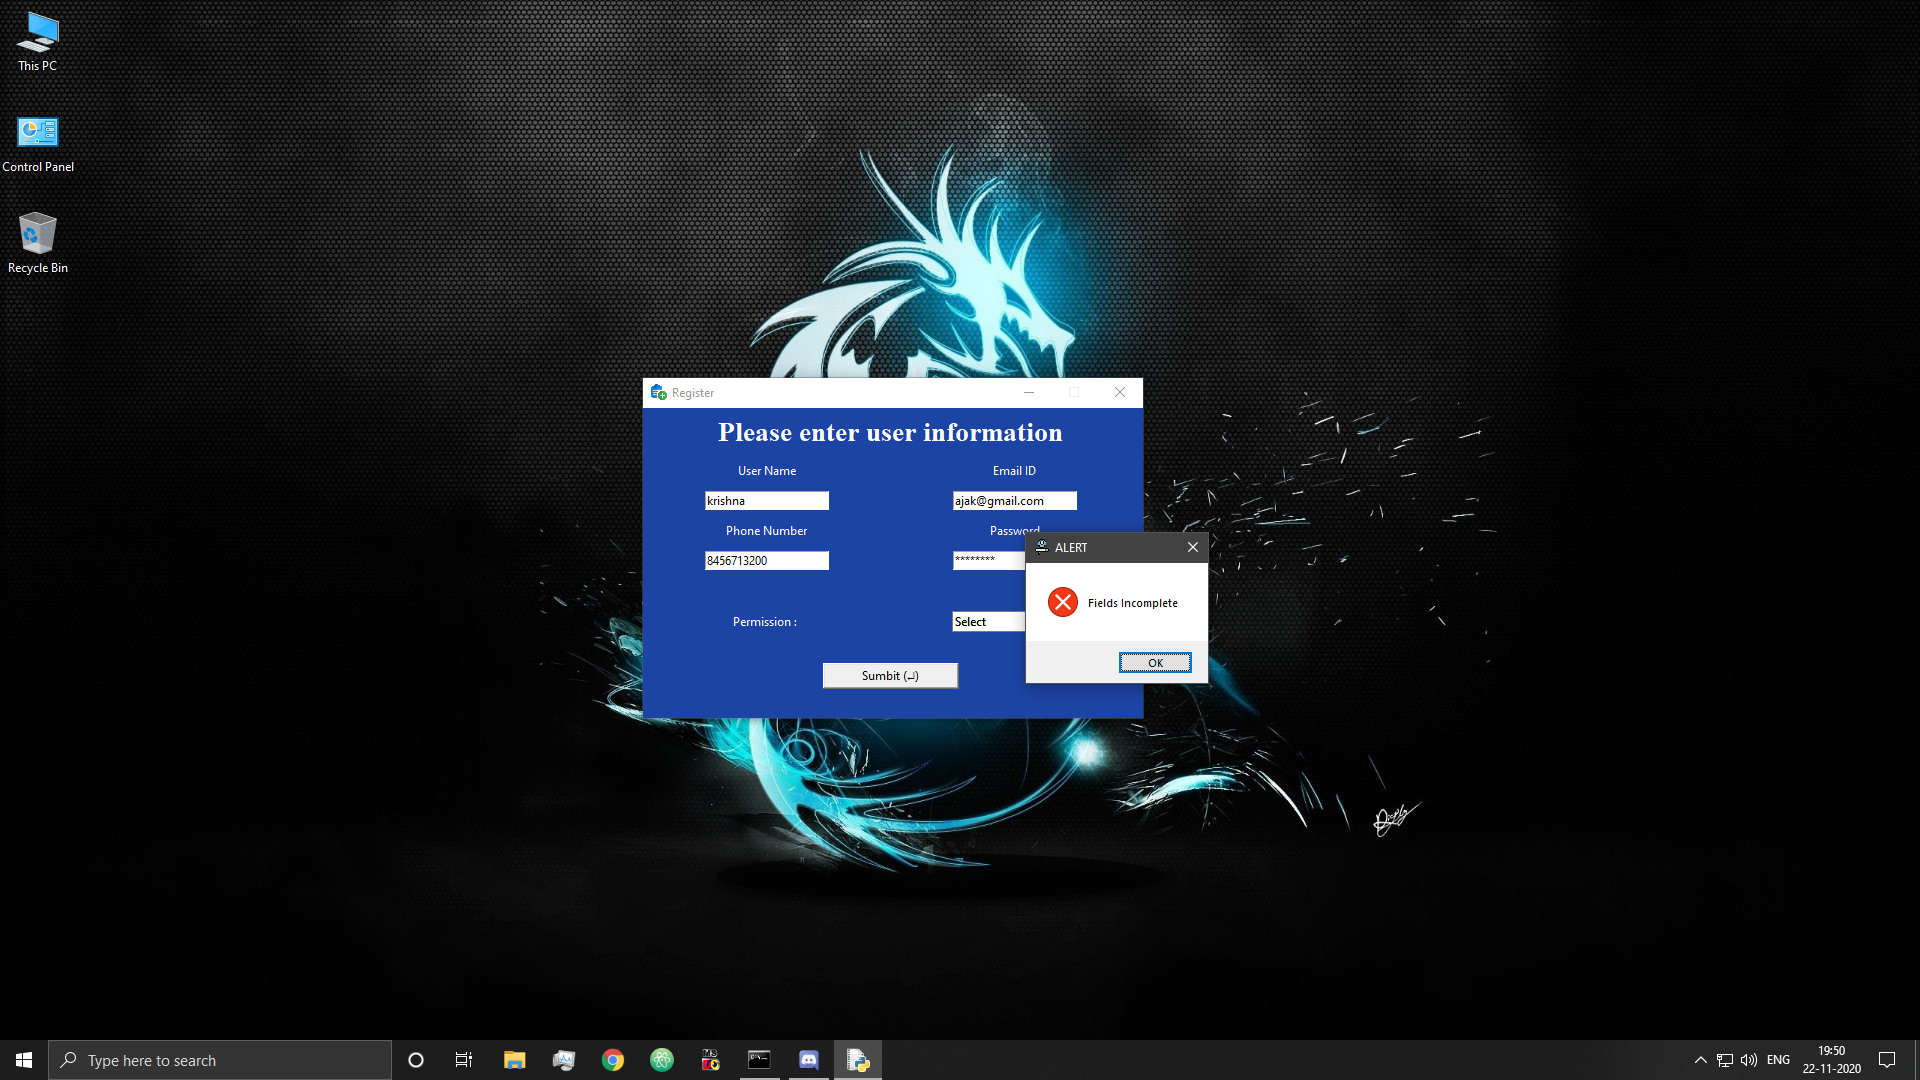 This PC
Control Panel
Recycle Bin
Register
Please enter user information
User Name
Email ID
krishna
ajak@gmail.com
Phone Number
Password
8456713200
********
ALERT
Fields Incomplete
OK
Permission :
Select
Sumbit (↵)
Type here to search
ENG
19:50
22-11-2020